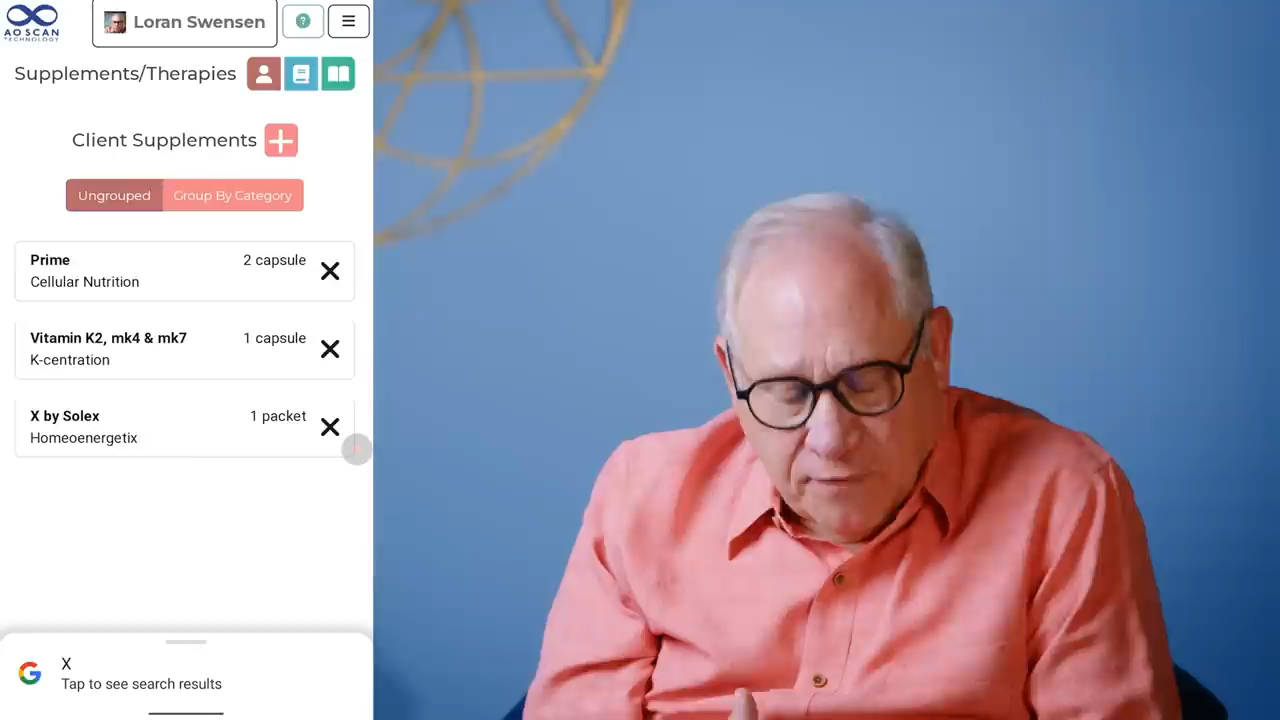 AO SCAN
TECHNOLOGY
Loran Swensen
?
Supplements/Therapies
Client Supplements
Ungrouped
Group By Category
Prime
2 capsule
Cellular Nutrition
Vitamin K2, mk4 & mk7
1 capsule
K-centration
X by Solex
1 packet
Homeoenergetix
X
Tap to see search results